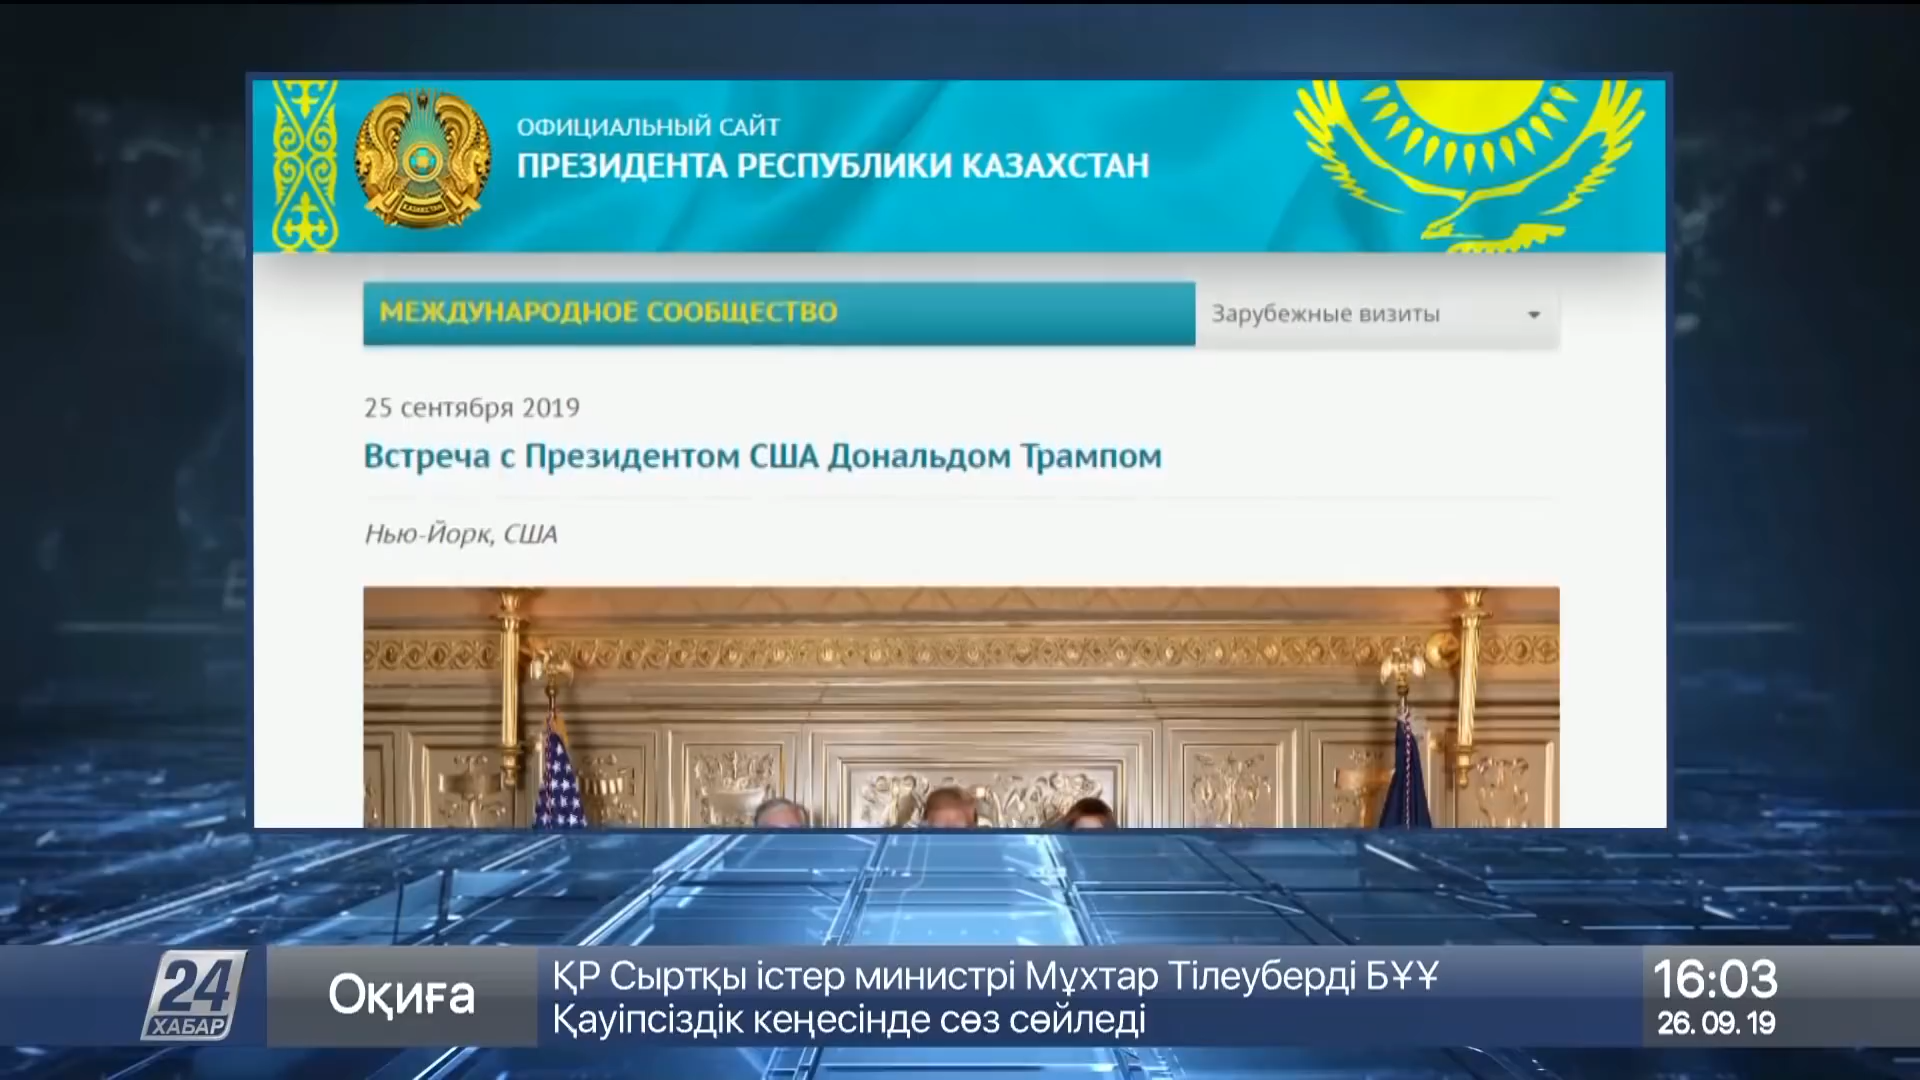 ОФИЦИАЛЬНЫЙ САЙТ
ПРЕЗИДЕНТА РЕСПУБЛИКИ КАЗАХСТАН
ҚАЗАҚСТАН
МЕЖДУНАРОДНОЕ СООБЩЕСТВО
Зарубежные визиты
25 сентября 2019
Встреча с Президентом США Дональдом Трампом
Нью-Йорк, США
24
ХАБАР
Оқиға
ҚР Сыртқы істер министрі Мұхтар Тілеуберді БҰҰ
Қауіпсіздік кеңесінде сөз сөйледі
16:03
26. 09. 19